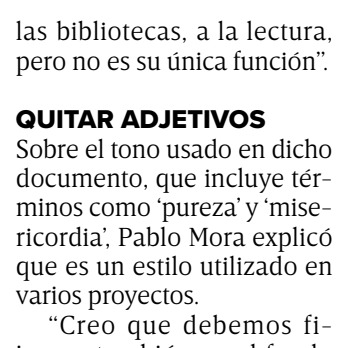 las bibliotecas, a la lectura,
pero no es su única función”.
QUITAR ADJETIVOS
Sobre el tono usado en dicho
documento, que incluye tér-
minos como ‘pureza’ y ‘mise-
ricordia’, Pablo Mora explicó
que es un estilo utilizado en
varios proyectos.
“Creo que debemos fi-